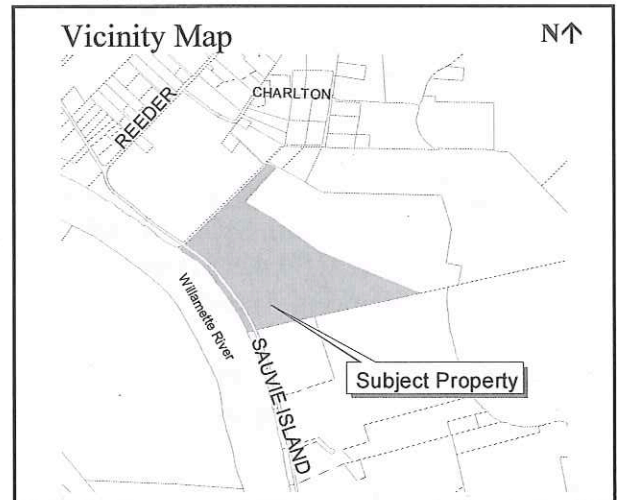 Vicinity Map
N↑
CHARLTON
REEDER
Willamette River
SAUVIE ISLAND
Subject Property